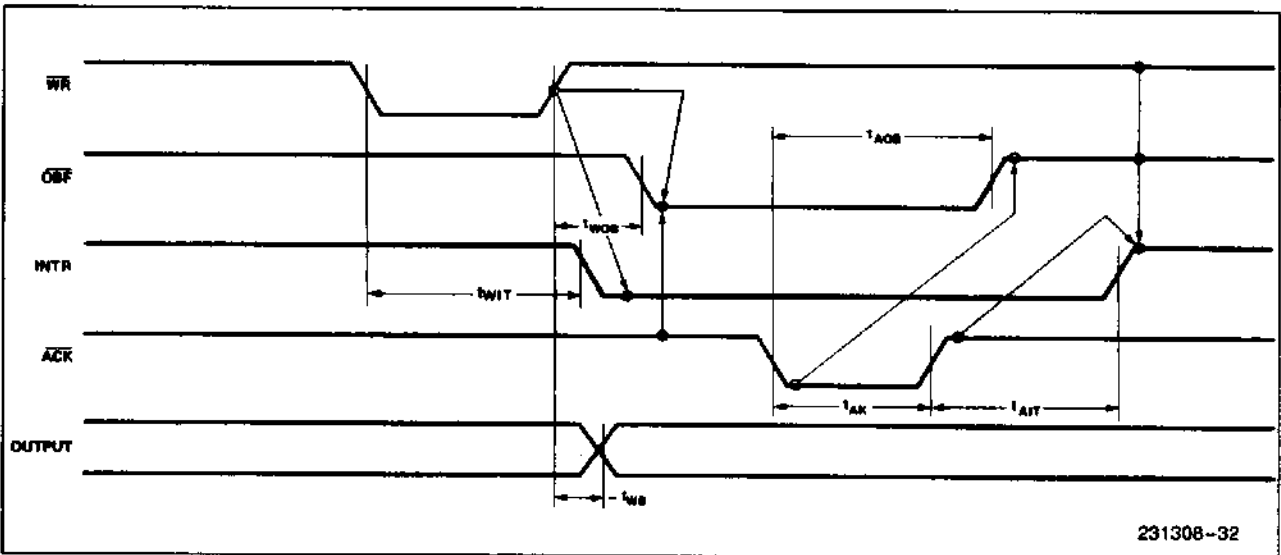 WR
tAOB
OBF
tWOB
INTR
tWIT
ACK
tAK
tAIT
OUTPUT
tWB
231308-32